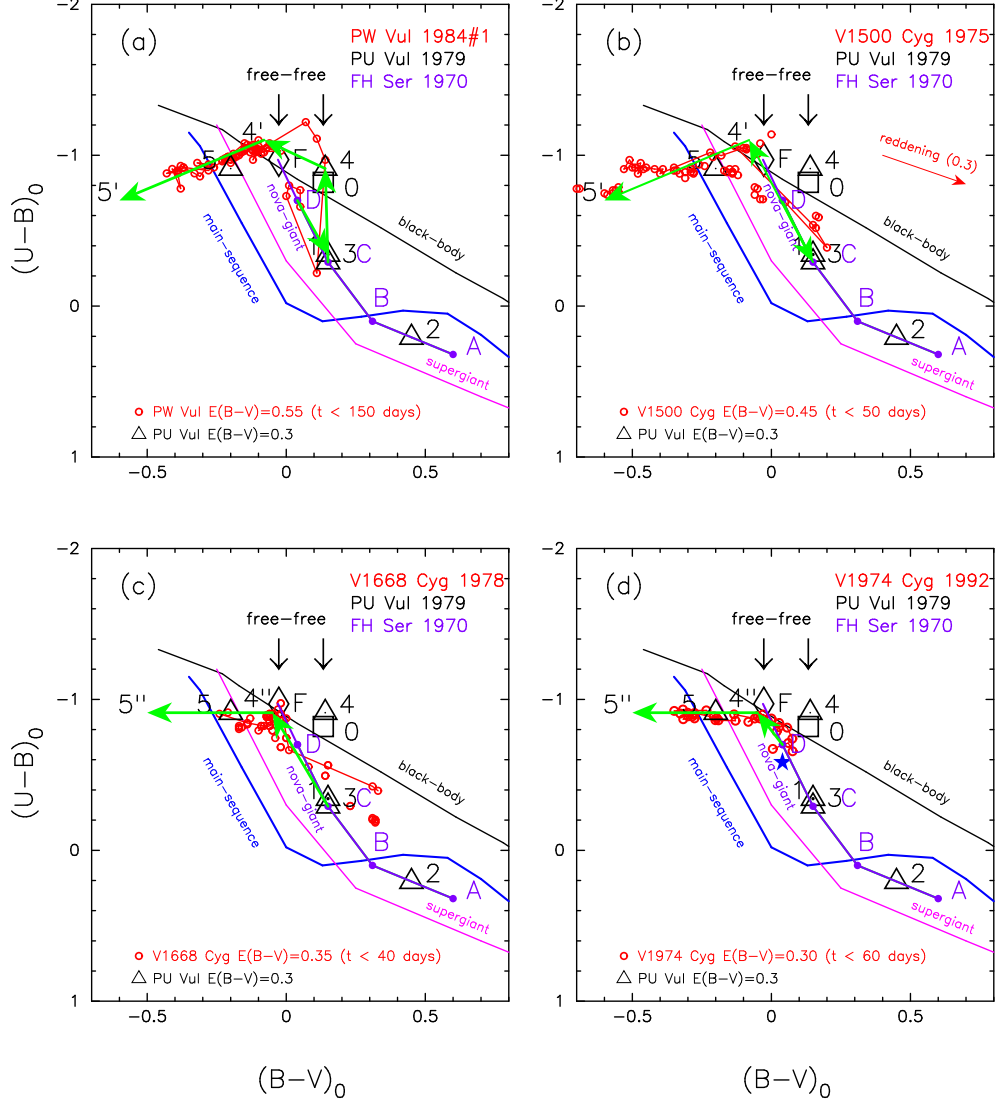 (a)
PW Vul 1984#1
PU Vul 1979
FH Ser 1970
free-free
4'
5
F
4
0
5'
D
nova-giant
1
3C
black-body
main-sequence
B
2
A
supergiant
PW Vul E(B-V)=0.55 (t < 150 days)
PU Vul E(B-V)=0.3
(U-B)0
-2
-1
0
1
-0.5
0
0.5
(b)
V1500 Cyg 1975
PU Vul 1979
FH Ser 1970
free-free
reddening (0.3)
4'
5
F
4
0
5'
D
nova-giant
1
3C
black-body
main-sequence
B
2
A
supergiant
V1500 Cyg E(B-V)=0.45 (t < 50 days)
PU Vul E(B-V)=0.3
-2
-1
0
1
-0.5
0
0.5
(c)
V1668 Cyg 1978
PU Vul 1979
FH Ser 1970
free-free
5''
5
4''
F
4
0
D
nova-giant
1
3C
black-body
main-sequence
B
2
A
supergiant
V1668 Cyg E(B-V)=0.35 (t < 40 days)
PU Vul E(B-V)=0.3
(U-B)0
-2
-1
0
1
-0.5
0
0.5
(B-V)0
(d)
V1974 Cyg 1992
PU Vul 1979
FH Ser 1970
free-free
5''
5
4''
F
4
0
D
nova-giant
1
3C
black-body
main-sequence
B
2
A
supergiant
V1974 Cyg E(B-V)=0.30 (t < 60 days)
PU Vul E(B-V)=0.3
-2
-1
0
1
-0.5
0
0.5
(B-V)0